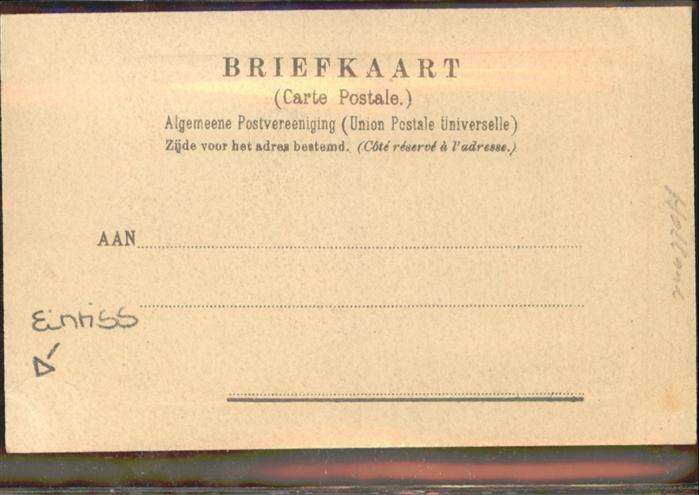 BRIEFKAART
(Carte Postale.)
Algemeene Postvereeniging (Union Postale Universelle)
Zijde voor het adres bestemd. (Côté réservé à l'adresse.)
AAN
Einriss